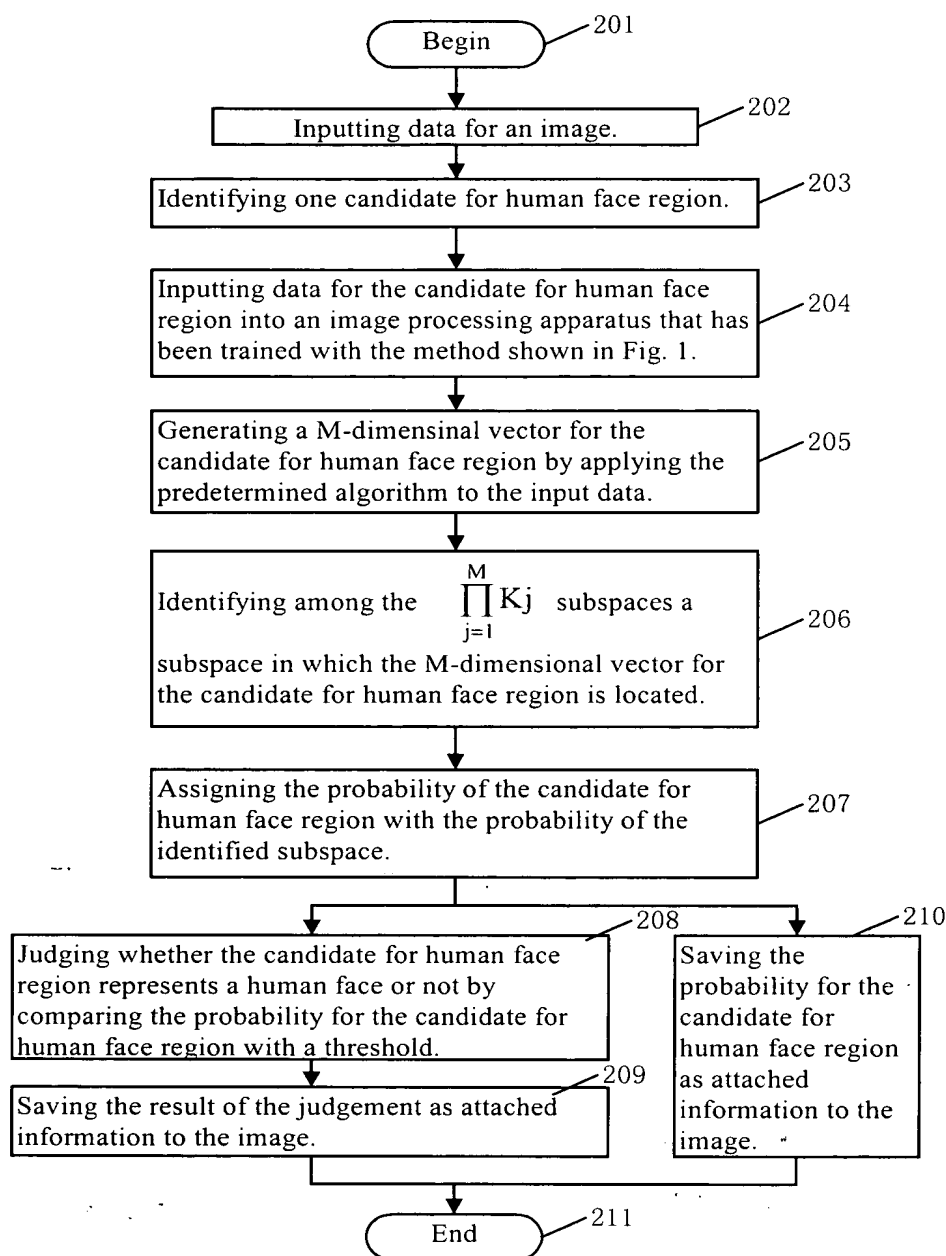 Begin
201
Inputting data for an image.
202
Identifying one candidate for human face region.
203
Inputting data for the candidate for human face
region into an image processing apparatus that has
been trained with the method shown in Fig. 1.
204
Generating a M-dimensinal vector for the
candidate for human face region by applying the
predetermined algorithm to the input data.
205
M
Identifying among the ∏ Kj subspaces a
j=1
subspace in which the M-dimensional vector for
the candidate for human face region is located.
206
Assigning the probability of the candidate for
human face region with the probability of the
identified subspace.
207
208
Judging whether the candidate for human face
region represents a human face or not by
comparing the probability for the candidate for
human face region with a threshold.
209
Saving the result of the judgement as attached
information to the image.
210
Saving the
probability for the
candidate for
human face region
as attached
information to the
image.
End
211